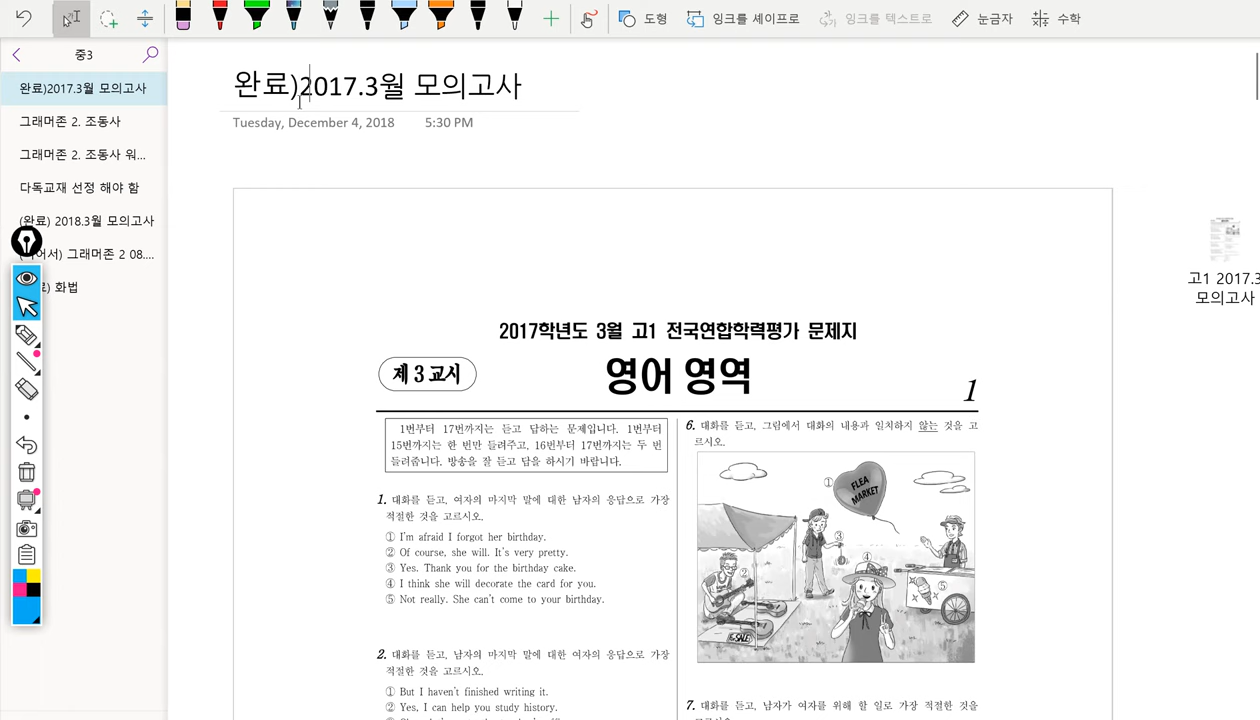 도형
잉크를 셰이프로
잉크를 텍스트로
눈금자
수학
중3
완료)2017.3월 모의고사
그래머존 2. 조동사
그래머존 2. 조동사 워...
다독교재 선정 해야 함
(완료) 2018.3월 모의고사
어서) 그래머존 2 08....
) 화법
완료)2017.3월 모의고사
Tuesday, December 4, 2018 5:30 PM
고1 2017.3
모의고사
2017학년도 3월 고1 전국연합학력평가 문제지
제 3 교시
영어 영역
1
1번부터 17번까지는 듣고 답하는 문제입니다. 1번부터
15번까지는 한 번만 들려주고, 16번부터 17번까지는 두 번
들려줍니다. 방송을 잘 듣고 답을 하시기 바랍니다.
1. 대화를 듣고, 여자의 마지막 말에 대한 남자의 응답으로 가장
적절한 것을 고르시오.
① I'm afraid I forgot her birthday.
② Of course, she will. It's very pretty.
③ Yes. Thank you for the birthday cake.
④ I think she will decorate the card for you.
⑤ Not really. She can't come to your birthday.
2. 대화를 듣고, 남자의 마지막 말에 대한 여자의 응답으로 가장
적절한 것을 고르시오.
① But I haven't finished writing it.
② Yes, I can help you study history.
6. 대화를 듣고, 그림에서 대화의 내용과 일치하지 않는 것을 고
르시오.
① FLEA
MARKET
②
③
④
⑤
SALE
7. 대화를 듣고, 남자가 여자를 위해 할 일로 가장 적절한 것을